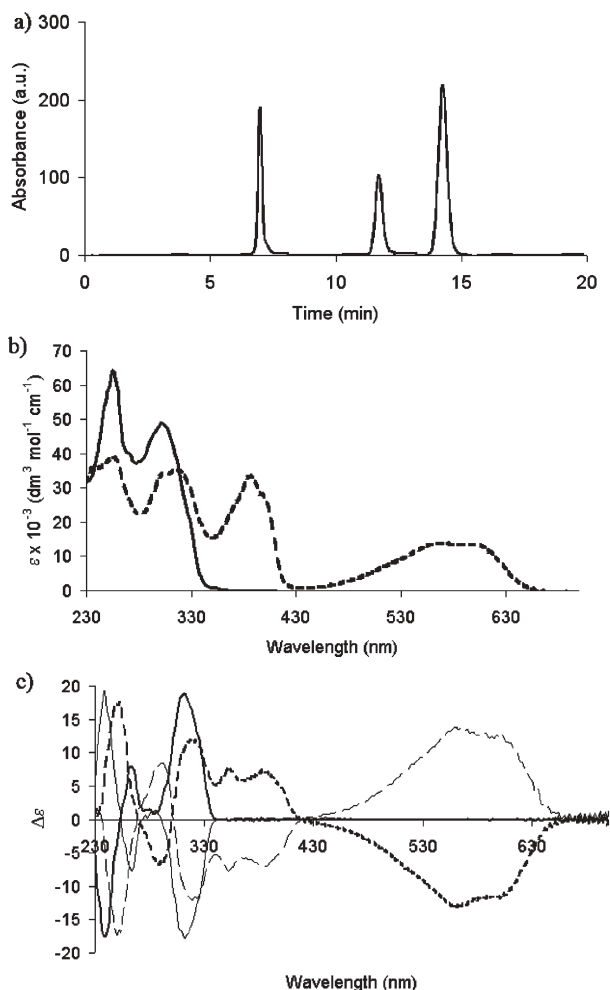 a)
300
200
100
0
Absorbance (a.u.)
0 5 10 15 20
Time (min)
b)
70
60
50
40
30
20
10
0
ε x 10⁻³ (dm³ mol⁻¹ cm⁻¹)
230 330 430 530 630
Wavelength (nm)
c)
20
15
10
5
0
-5
-10
-15
-20
Δε
230 330 430 530 630
Wavelength (nm)